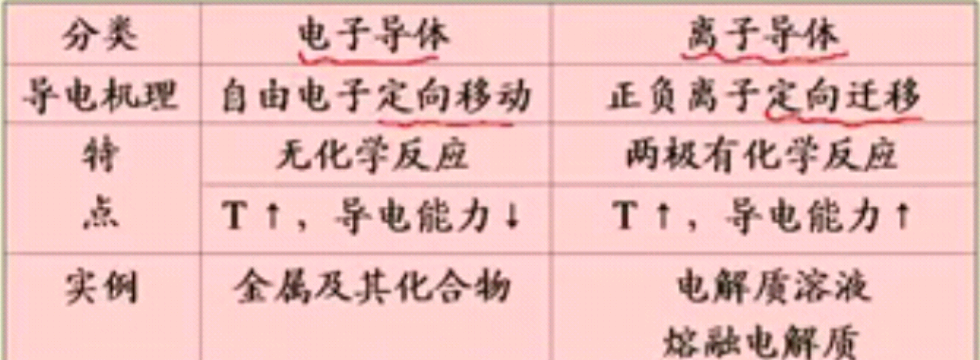 分类 电子导体 离子导体
导电机理 自由电子定向移动 正负离子定向迁移
特 无化学反应 两极有化学反应
点 T↑，导电能力↓ T↑，导电能力↑
实例 金属及其化合物 电解质溶液
熔融电解质